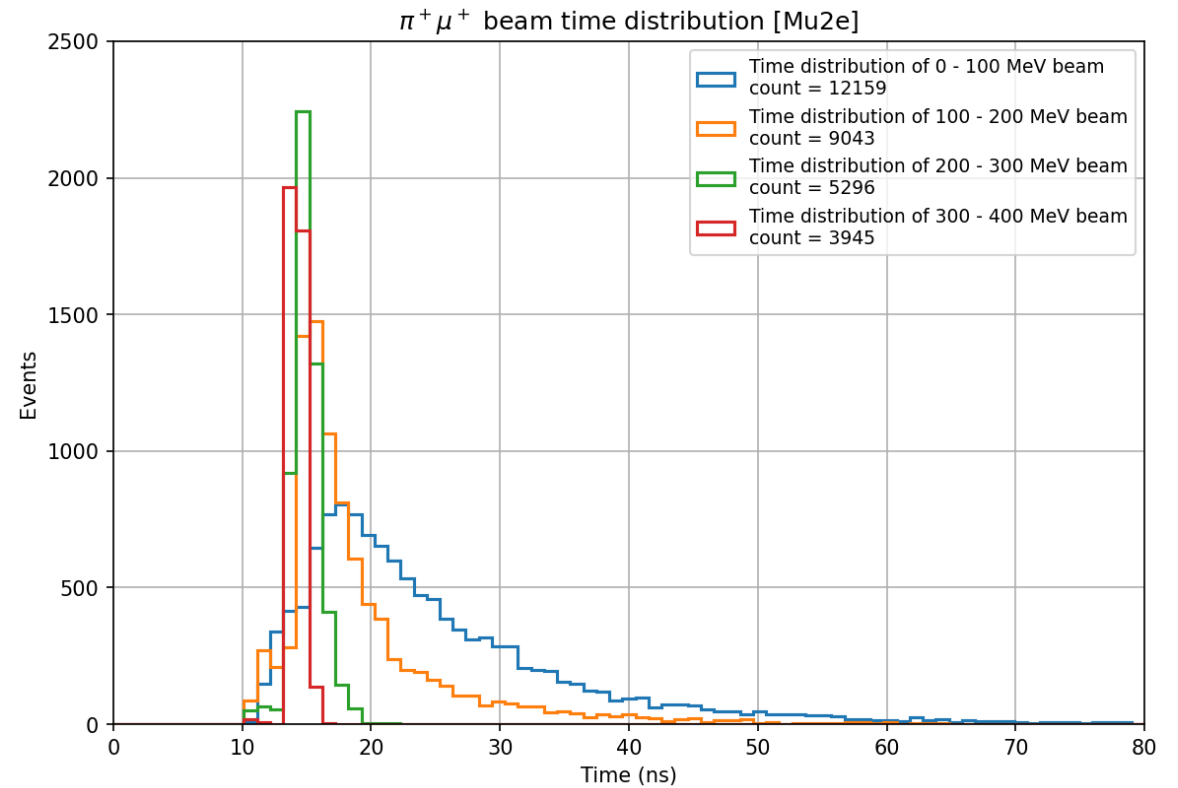 π⁺μ⁺ beam time distribution [Mu2e]
Time distribution of 0 - 100 MeV beam
count = 12159
Time distribution of 100 - 200 MeV beam
count = 9043
Time distribution of 200 - 300 MeV beam
count = 5296
Time distribution of 300 - 400 MeV beam
count = 3945
Events
2500
2000
1500
1000
500
0
0 10 20 30 40 50 60 70 80
Time (ns)